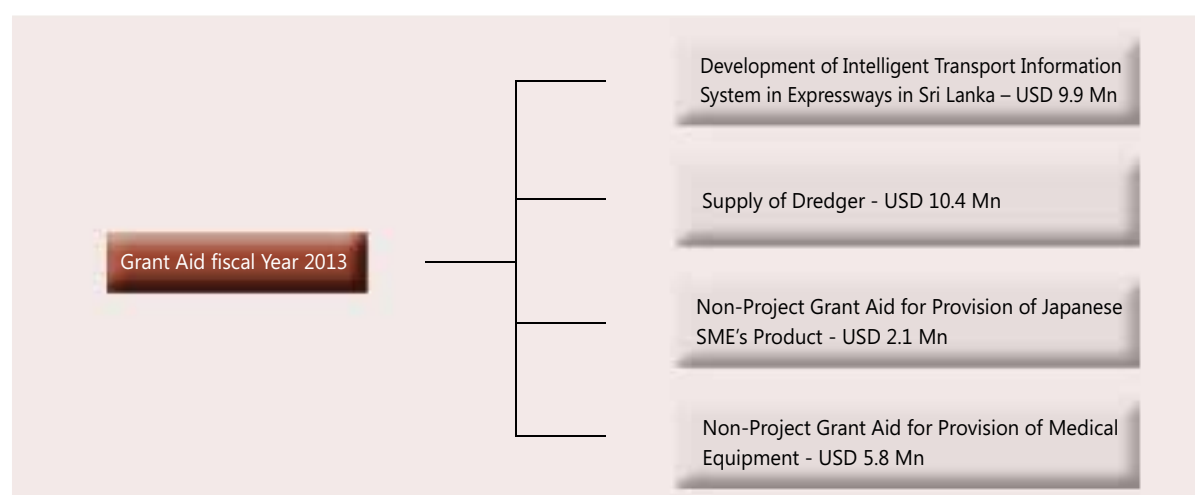 Grant Aid fiscal Year 2013
Development of Intelligent Transport Information
System in Expressways in Sri Lanka – USD 9.9 Mn
Supply of Dredger - USD 10.4 Mn
Non-Project Grant Aid for Provision of Japanese
SME's Product - USD 2.1 Mn
Non-Project Grant Aid for Provision of Medical
Equipment - USD 5.8 Mn